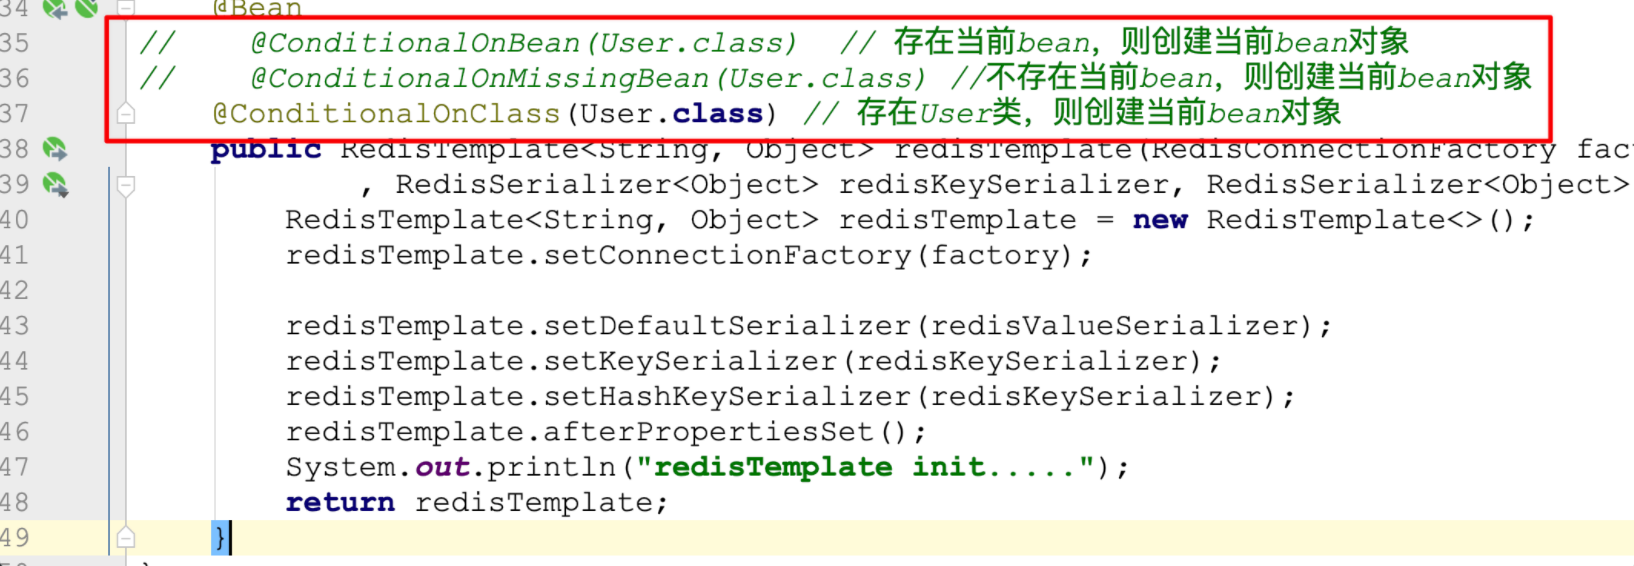 34 @Bean
35 // @ConditionalOnBean(User.class) // 存在当前bean，则创建当前bean对象
36 // @ConditionalOnMissingBean(User.class) //不存在当前bean，则创建当前bean对象
37 @ConditionalOnClass(User.class) // 存在User类，则创建当前bean对象
38 public RedisTemplate<String, Object> redisTemplate(RedisConnectionFactory fac
39 , RedisSerializer<Object> redisKeySerializer, RedisSerializer<Object>
40 RedisTemplate<String, Object> redisTemplate = new RedisTemplate<>();
41 redisTemplate.setConnectionFactory(factory);
42
43 redisTemplate.setDefaultSerializer(redisValueSerializer);
44 redisTemplate.setKeySerializer(redisKeySerializer);
45 redisTemplate.setHashKeySerializer(redisKeySerializer);
46 redisTemplate.afterPropertiesSet();
47 System.out.println("redisTemplate init.....");
48 return redisTemplate;
49 }